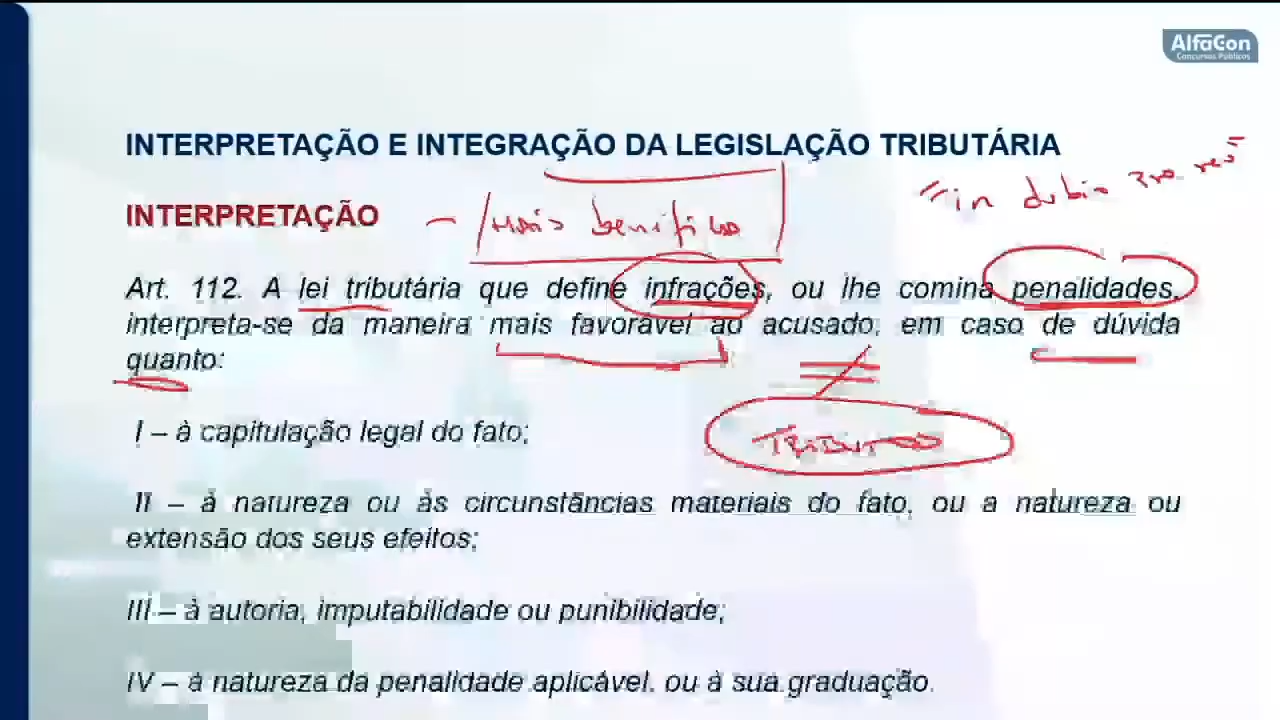 AlfaCon
Concursos Públicos
INTERPRETAÇÃO E INTEGRAÇÃO DA LEGISLAÇÃO TRIBUTÁRIA
"in dubio pro reo"
INTERPRETAÇÃO - mais benéfica
Art. 112. A lei tributária que define infrações, ou lhe comina penalidades,
interpreta-se da maneira mais favorável ao acusado, em caso de dúvida
quanto:
≠
I – à capitulação legal do fato;
TRIBUTO
II – à natureza ou às circunstâncias materiais do fato, ou a natureza ou
extensão dos seus efeitos;
III – à autoria, imputabilidade ou punibilidade;
IV – à natureza da penalidade aplicável, ou à sua graduação.